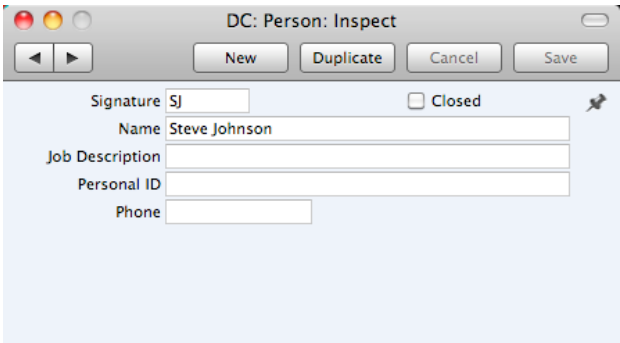 DC: Person: Inspect
New Duplicate Cancel Save
Signature SJ Closed
Name Steve Johnson
Job Description
Personal ID
Phone